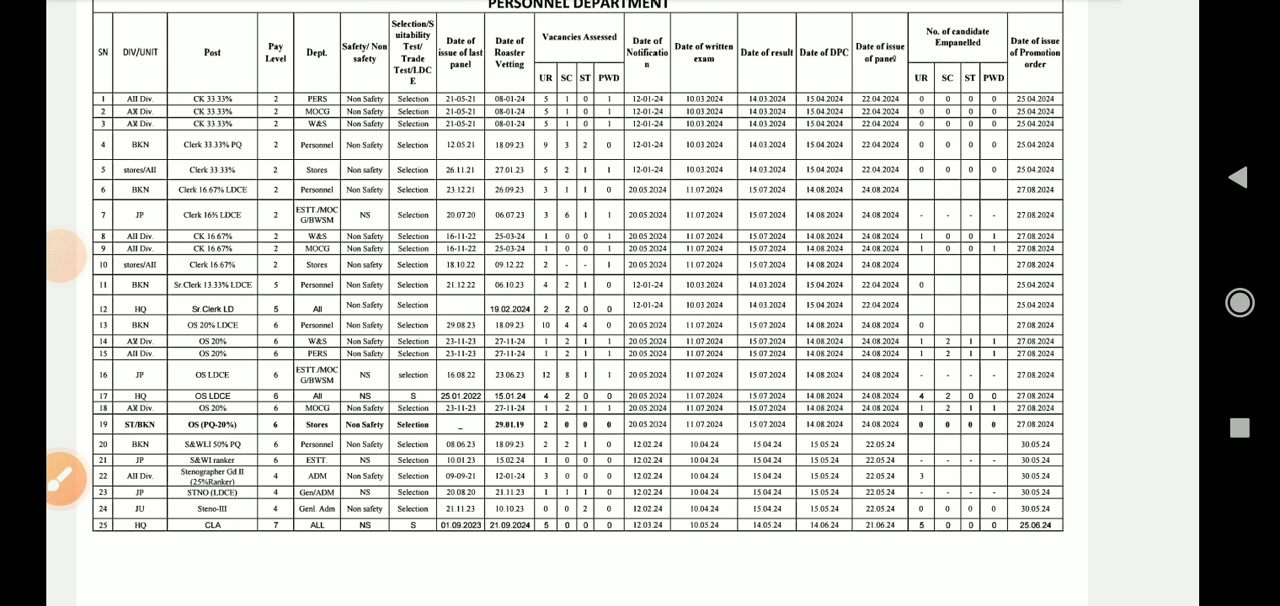 PERSONNEL DEPARTMENT
SN DIV/UNIT Post Pay Level Dept. Safety/ Non safety Selection/S uitability Test/ Trade Test/LDC E Date of issue of last panel Date of Roaster Vetting Vacancies Assessed Date of Notificatio n Date of written exam Date of result Date of DPC Date of issue of panel No. of candidate Empanelled Date of issue of Promotion order
UR SC ST PWD UR SC ST PWD
1 All Div. CK 33.33% 2 PERS Non Safety Selection 21-05-21 08-01-24 5 1 0 1 12-01-24 10.03.2024 14.03.2024 15.04.2024 22.04.2024 0 0 0 0 25.04.2024
2 All Div. CK 33.33% 2 MOCG Non Safety Selection 21-05-21 08-01-24 5 1 0 1 12-01-24 10.03.2024 14.03.2024 15.04.2024 22.04.2024 0 0 0 0 25.04.2024
3 All Div. CK 33.33% 2 W&S Non Safety Selection 21-05-21 08-01-24 5 1 0 1 12-01-24 10.03.2024 14.03.2024 15.04.2024 22.04.2024 0 0 0 0 25.04.2024
4 BKN Clerk 33.33% PQ 2 Personnel Non Safety Selection 12.05.21 18.09.23 9 3 2 0 12-01-24 10.03.2024 14.03.2024 15.04.2024 22.04.2024 0 0 0 0 25.04.2024
5 stores/All Clerk 33.33% 2 Stores Non safety Selection 26.11.21 27.01.23 5 2 1 1 12-01-24 10.03.2024 14.03.2024 15.04.2024 22.04.2024 0 0 0 0 25.04.2024
6 BKN Clerk 16.67% LDCE 2 Personnel Non Safety Selection 23.12.21 26.09.23 3 1 1 0 20.05.2024 11.07.2024 15.07.2024 14.08.2024 24.08.2024 27.08.2024
7 JP Clerk 16% LDCE 2 ESTT./MOC G/BWSM NS Selection 20.07.20 06.07.23 3 6 1 1 20.05.2024 11.07.2024 15.07.2024 14.08.2024 24.08.2024 - - - - 27.08.2024
8 All Div. CK 16.67% 2 W&S Non Safety Selection 16-11-22 25-03-24 1 0 0 1 20.05.2024 11.07.2024 15.07.2024 14.08.2024 24.08.2024 1 0 0 1 27.08.2024
9 All Div. CK 16.67% 2 MOCG Non Safety Selection 16-11-22 25-03-24 1 0 0 1 20.05.2024 11.07.2024 15.07.2024 14.08.2024 24.08.2024 1 0 0 1 27.08.2024
10 stores/All Clerk 16.67% 2 Stores Non safety Selection 18.10.22 09.12.22 2 - - 1 20.05.2024 11.07.2024 15.07.2024 14.08.2024 24.08.2024 27.08.2024
11 BKN Sr.Clerk 13.33% LDCE 5 Personnel Non Safety Selection 21.12.22 06.10.23 4 2 1 0 12-01-24 10.03.2024 14.03.2024 15.04.2024 22.04.2024 0 25.04.2024
12 HQ Sr.Clerk LD 5 All Non Safety Selection 19.02.2024 2 2 0 0 12-01-24 10.03.2024 14.03.2024 15.04.2024 22.04.2024 25.04.2024
13 BKN OS 20% LDCE 6 Personnel Non Safety Selection 29.08.23 18.09.23 10 4 4 0 20.05.2024 11.07.2024 15.07.2024 14.08.2024 24.08.2024 0 27.08.2024
14 All Div. OS 20% 6 W&S Non Safety Selection 23-11-23 27-11-24 1 2 1 1 20.05.2024 11.07.2024 15.07.2024 14.08.2024 24.08.2024 1 2 1 1 27.08.2024
15 All Div. OS 20% 6 PERS Non Safety Selection 23-11-23 27-11-24 1 2 1 1 20.05.2024 11.07.2024 15.07.2024 14.08.2024 24.08.2024 1 2 1 1 27.08.2024
16 JP OS LDCE 6 ESTT./MOC G/BWSM NS selection 16.08.22 23.06.23 12 8 1 1 20.05.2024 11.07.2024 15.07.2024 14.08.2024 24.08.2024 - - - - 27.08.2024
17 HQ OS LDCE 6 All NS S 25.01.2022 15.01.24 4 2 0 0 20.05.2024 11.07.2024 15.07.2024 14.08.2024 24.08.2024 4 2 0 0 27.08.2024
18 All Div. OS 20% 6 MOCG Non Safety Selection 23-11-23 27-11-24 1 2 1 1 20.05.2024 11.07.2024 15.07.2024 14.08.2024 24.08.2024 1 2 1 1 27.08.2024
19 ST/BKN OS (PQ-20%) 6 Stores Non Safety Selection _ 29.01.19 2 0 0 0 20.05.2024 11.07.2024 15.07.2024 14.08.2024 24.08.2024 0 0 0 0 27.08.2024
20 BKN S&WLI 50% PQ 6 Personnel Non Safety Selection 08.06.23 18.09.23 2 2 1 0 12.02.24 10.04.24 15.04.24 15.05.24 22.05.24 30.05.24
21 JP S&WI ranker 6 ESTT. NS Selection 10.01.23 15.02.24 1 0 0 0 12.02.24 10.04.24 15.04.24 15.05.24 22.05.24 - - - - 30.05.24
22 All Div. Stenographer Gd.II (25%Ranker) 4 ADM Non Safety Selection 09-09-21 12-01-24 3 0 0 0 12.02.24 10.04.24 15.04.24 15.05.24 22.05.24 3 30.05.24
23 JP STNO (LDCE) 4 Gen/ADM NS Selection 20.08.20 21.11.23 1 1 1 0 12.02.24 10.04.24 15.04.24 15.05.24 22.05.24 - - - - 30.05.24
24 JU Steno-III 4 Genl. Adm Non safety Selection 21.11.23 10.10.23 0 0 2 0 12.02.24 10.04.24 15.04.24 15.05.24 22.05.24 0 0 0 0 30.05.24
25 HQ CLA 7 ALL NS S 01.09.2023 21.09.2024 5 0 0 0 12.03.24 10.05.24 14.05.24 14.06.24 21.06.24 5 0 0 0 25.06.24